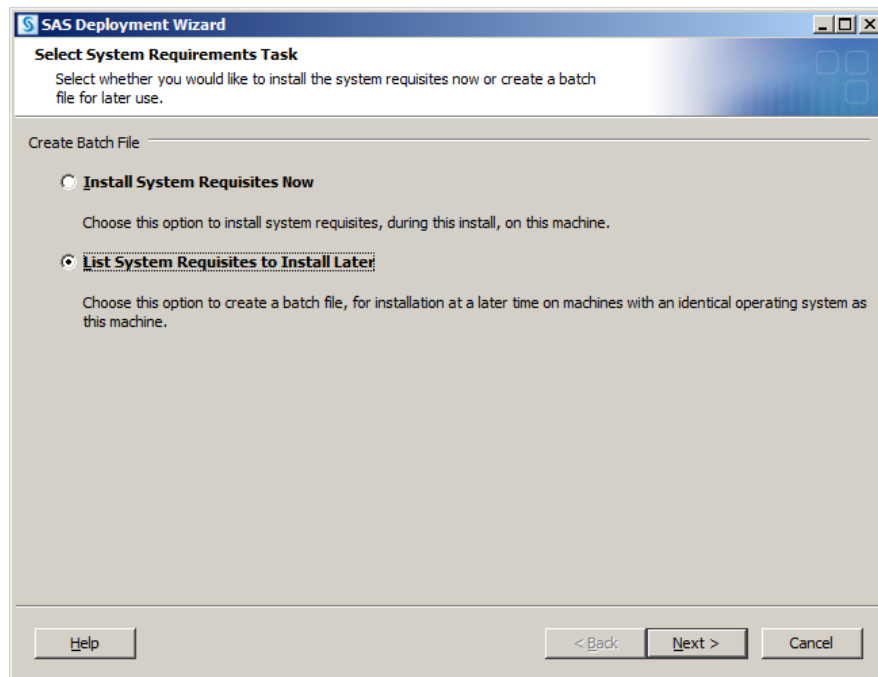 SAS Deployment Wizard
Select System Requirements Task
Select whether you would like to install the system requisites now or create a batch
file for later use.
Create Batch File
Install System Requisites Now
Choose this option to install system requisites, during this install, on this machine.
List System Requisites to Install Later
Choose this option to create a batch file, for installation at a later time on machines with an identical operating system as
this machine.
Help
< Back
Next >
Cancel